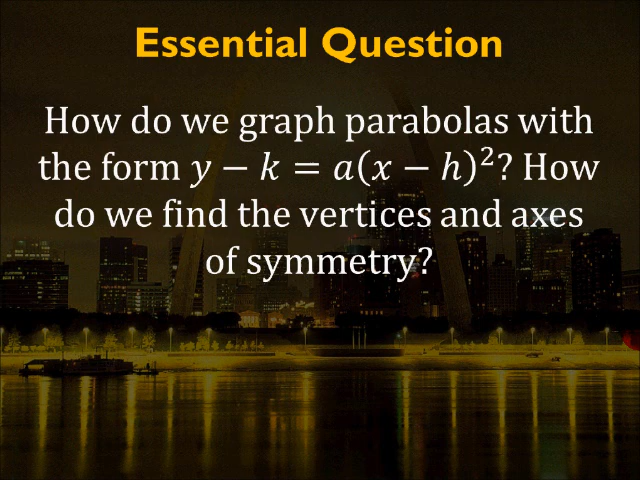 Essential Question
How do we graph parabolas with
the form 𝑦 − 𝑘 = 𝑎(𝑥 − ℎ)²? How
do we find the vertices and axes
of symmetry?